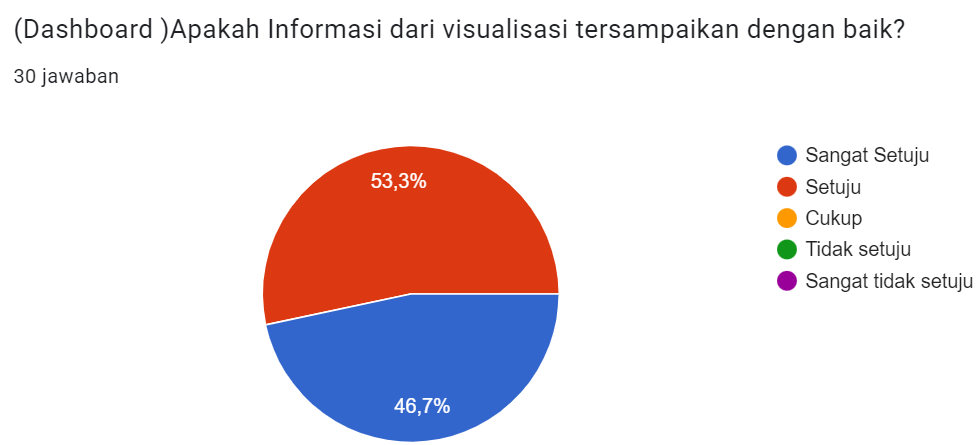 (Dashboard )Apakah Informasi dari visualisasi tersampaikan dengan baik?
30 jawaban
53,3%
46,7%
Sangat Setuju
Setuju
Cukup
Tidak setuju
Sangat tidak setuju